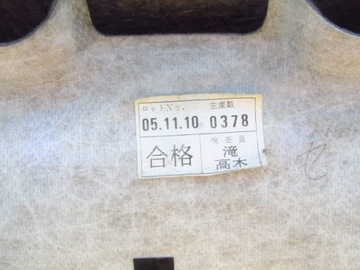 ロットNo. 生産数
05.11.10 0378
合格
検査員
滝
高木